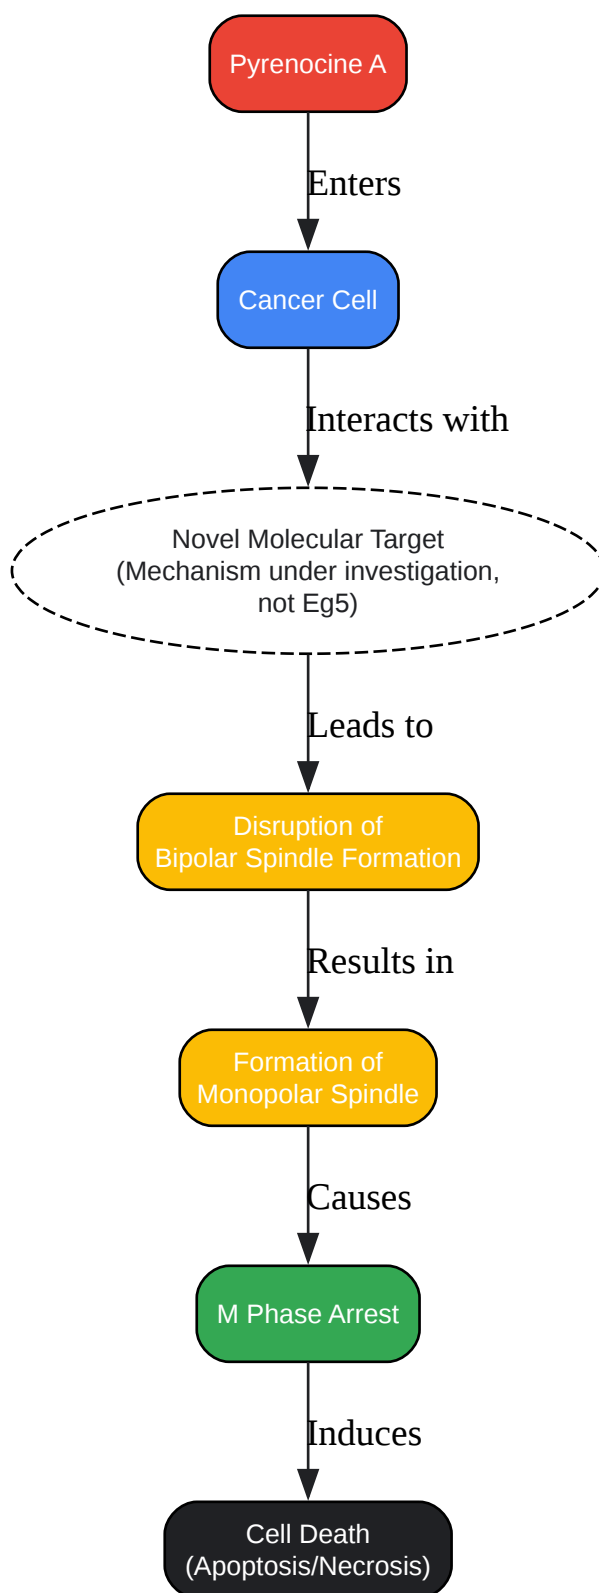 Pyrenocine A
Enters
Cancer Cell
Interacts with
Novel Molecular Target
(Mechanism under investigation,
not Eg5)
Leads to
Disruption of
Bipolar Spindle Formation
Results in
Formation of
Monopolar Spindle
Causes
M Phase Arrest
Induces
Cell Death
(Apoptosis/Necrosis)